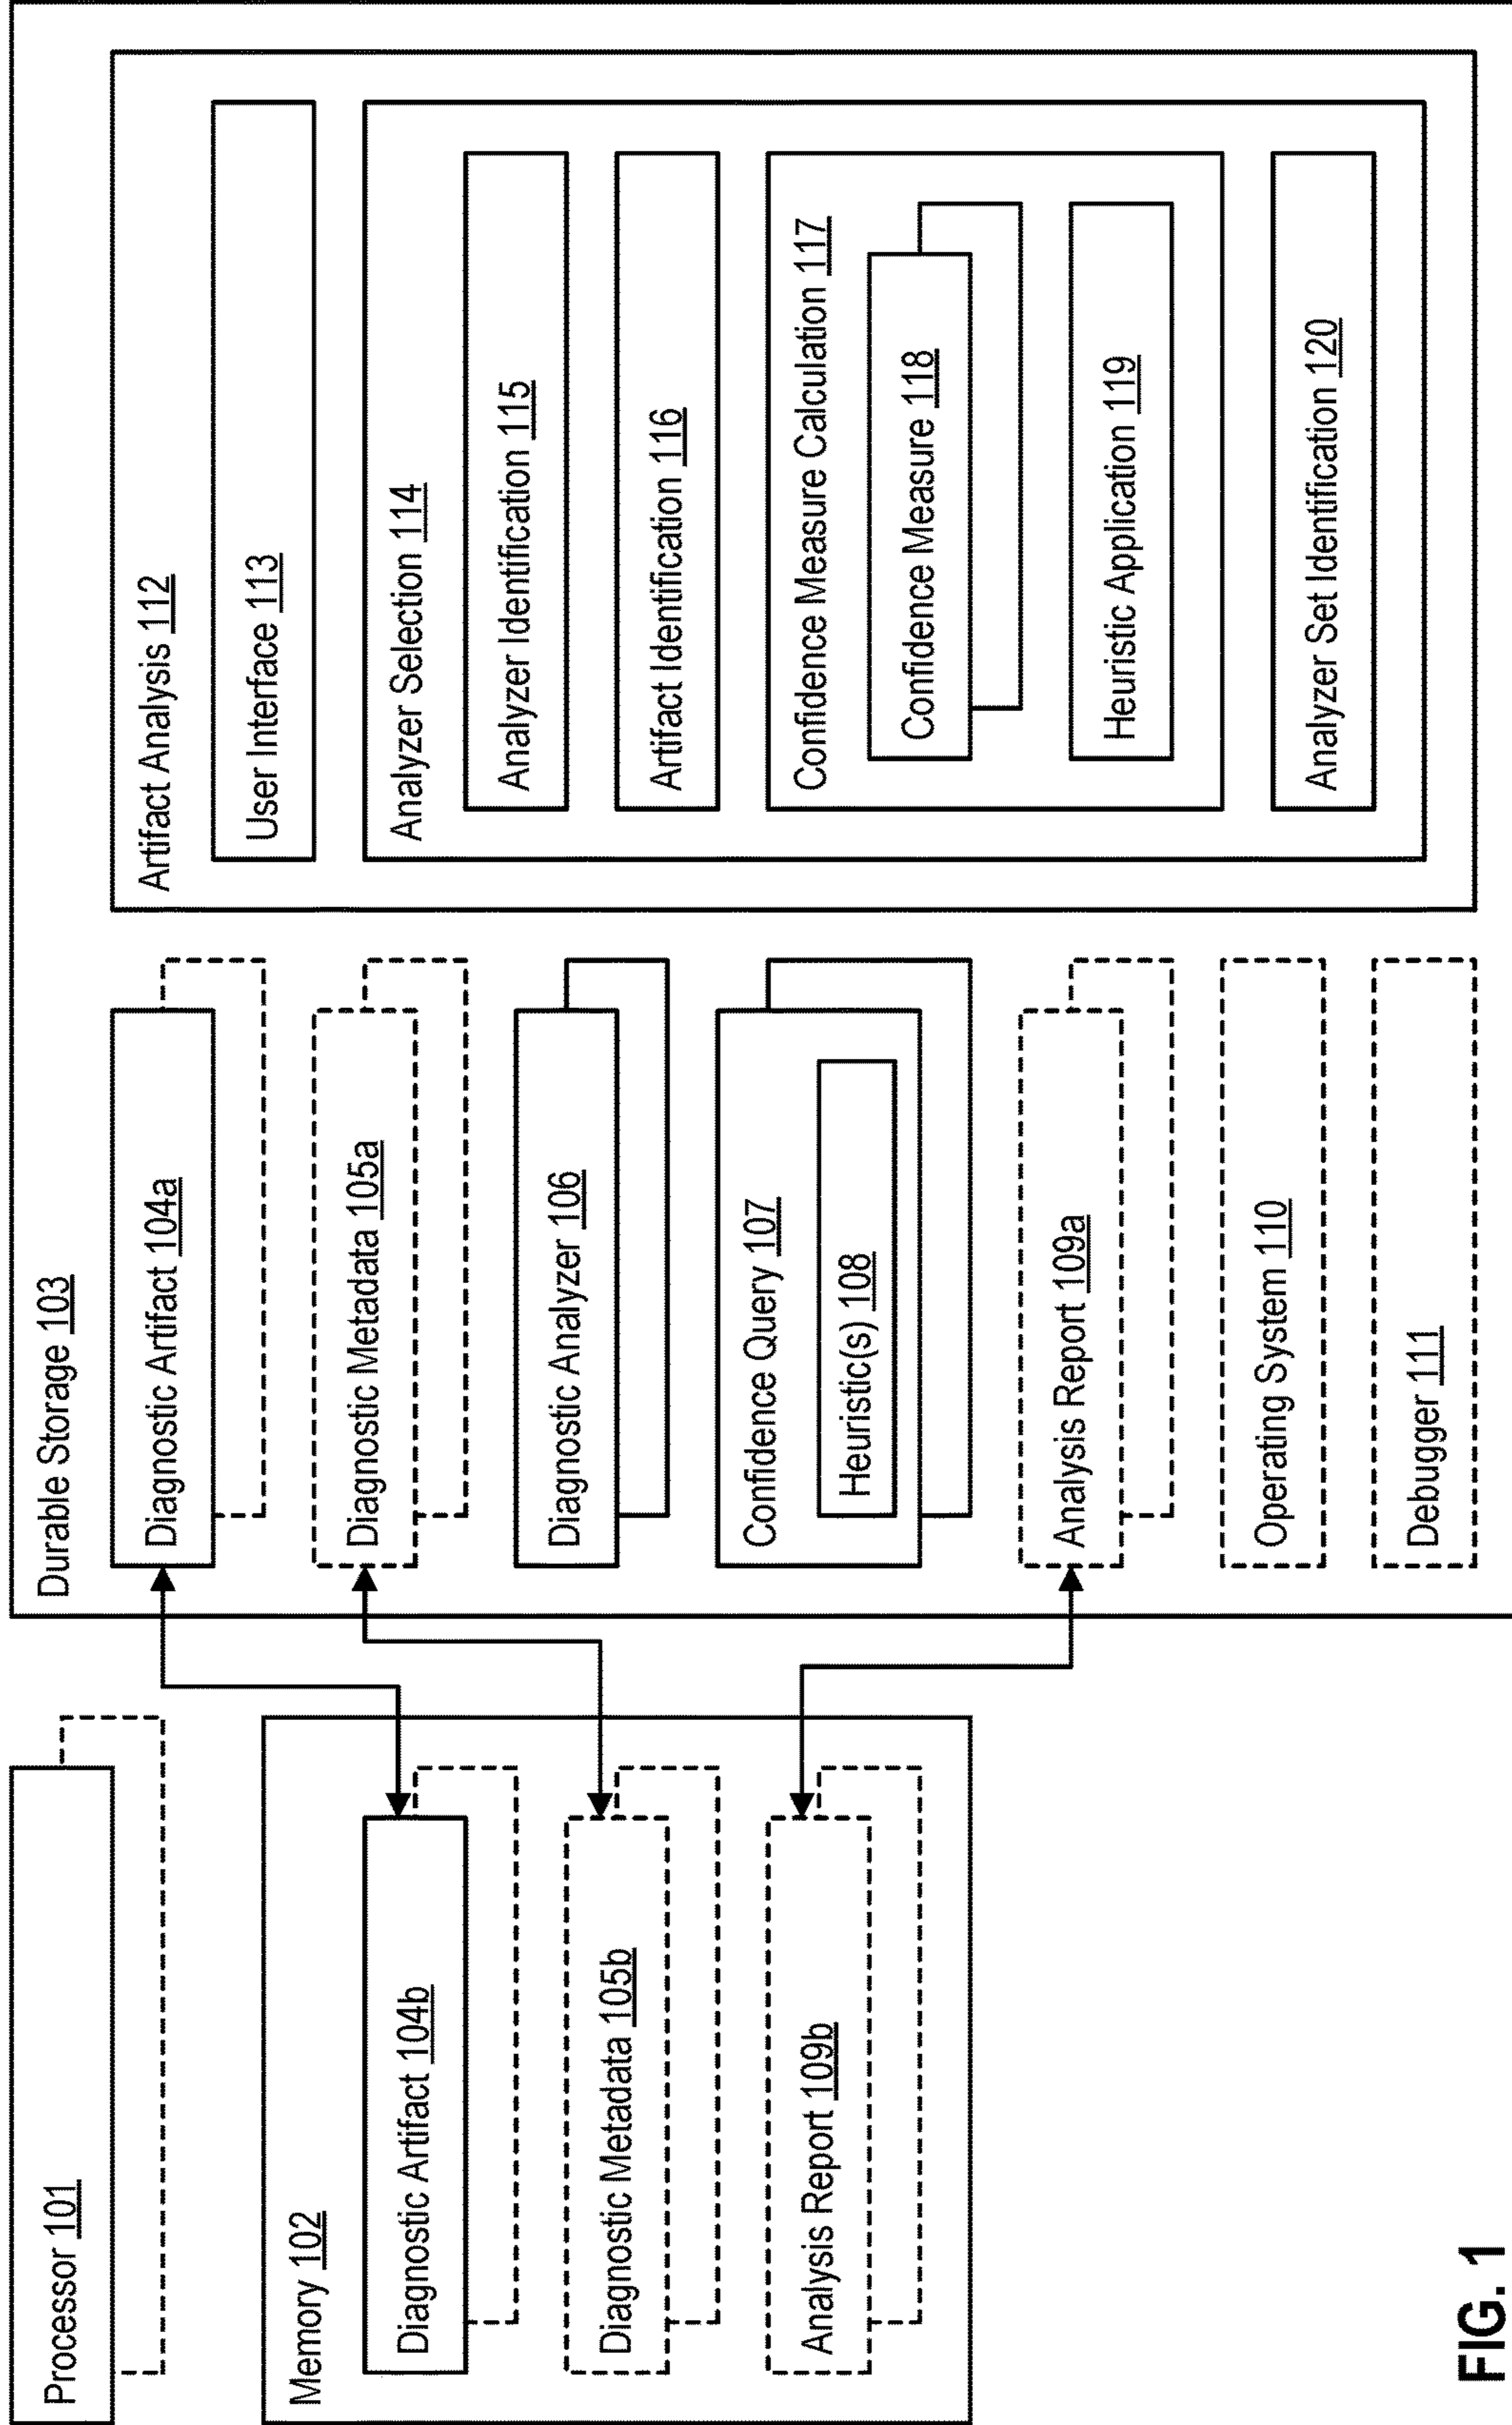 Processor 101
Memory 102
Diagnostic Artifact 104b
Diagnostic Metadata 105b
Analysis Report 109b
Durable Storage 103
Diagnostic Artifact 104a
Diagnostic Metadata 105a
Diagnostic Analyzer 106
Confidence Query 107
Heuristic(s) 108
Analysis Report 109a
Operating System 110
Debugger 111
Artifact Analysis 112
User Interface 113
Analyzer Selection 114
Analyzer Identification 115
Artifact Identification 116
Confidence Measure Calculation 117
Confidence Measure 118
Heuristic Application 119
Analyzer Set Identification 120
FIG. 1